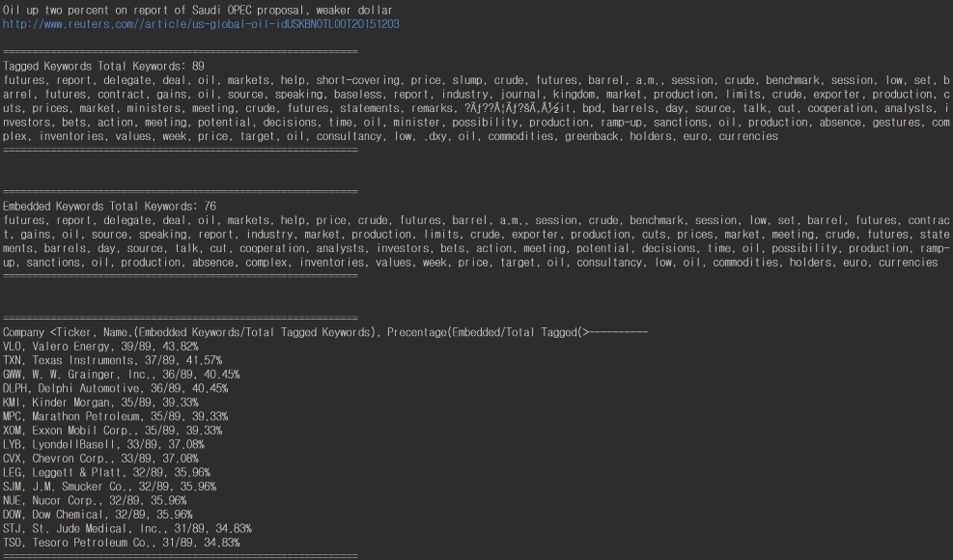 Oil up two percent on report of Saudi OPEC proposal, weaker dollar
http://www.reuters.com//article/us-global-oil-idUSKBN0TL00T20151203
============================================================
Tagged Keywords Total Keywords: 89
futures, report, delegate, deal, oil, markets, help, short-covering, price, slump, crude, futures, barrel, a.m., session, crude, benchmark, session, low, set, b
arrel, futures, contract, gains, oil, source, speaking, baseless, report, industry, journal, kingdom, market, production, limits, crude, exporter, production, c
uts, prices, market, ministers, meeting, crude, futures, statements, remarks, it, bpd, barrels, day, source, talk, cut, cooperation, analysts, i
nvestors, bets, action, meeting, potential, decisions, time, oil, minister, possibility, production, ramp-up, sanctions, oil, production, absence, gestures, com
plex, inventories, values, week, price, target, oil, consultancy, low, .dxy, oil, commodities, greenback, holders, euro, currencies
============================================================
============================================================
Embedded Keywords Total Keywords: 76
futures, report, delegate, deal, oil, markets, help, price, crude, futures, barrel, a.m., session, crude, benchmark, session, low, set, barrel, futures, contrac
t, gains, oil, source, speaking, report, industry, market, production, limits, crude, exporter, production, cuts, prices, market, meeting, crude, futures, state
ments, barrels, day, source, talk, cut, cooperation, analysts, investors, bets, action, meeting, potential, decisions, time, oil, possibility, production, ramp-
up, sanctions, oil, production, absence, complex, inventories, values, week, price, target, oil, consultancy, low, oil, commodities, holders, euro, currencies
============================================================
============================================================
Company <Ticker, Name,(Embedded Keywords/Total Tagged Keywords), Precentage(Embedded/Total Tagged(>----------
VLO, Valero Energy, 39/89, 43.82%
TXN, Texas Instruments, 37/89, 41.57%
GWW, W. W. Grainger, Inc., 36/89, 40.45%
DLPH, Delphi Automotive, 36/89, 40.45%
KMI, Kinder Morgan, 35/89, 39.33%
MPC, Marathon Petroleum, 35/89, 39.33%
XOM, Exxon Mobil Corp., 35/89, 39.33%
LYB, LyondellBasell, 33/89, 37.08%
CVX, Chevron Corp., 33/89, 37.08%
LEG, Leggett & Platt, 32/89, 35.96%
SJM, J.M. Smucker Co., 32/89, 35.96%
NUE, Nucor Corp., 32/89, 35.96%
DOW, Dow Chemical, 32/89, 35.96%
STJ, St. Jude Medical, Inc., 31/89, 34.83%
TSO, Tesoro Petroleum Co., 31/89, 34.83%
============================================================